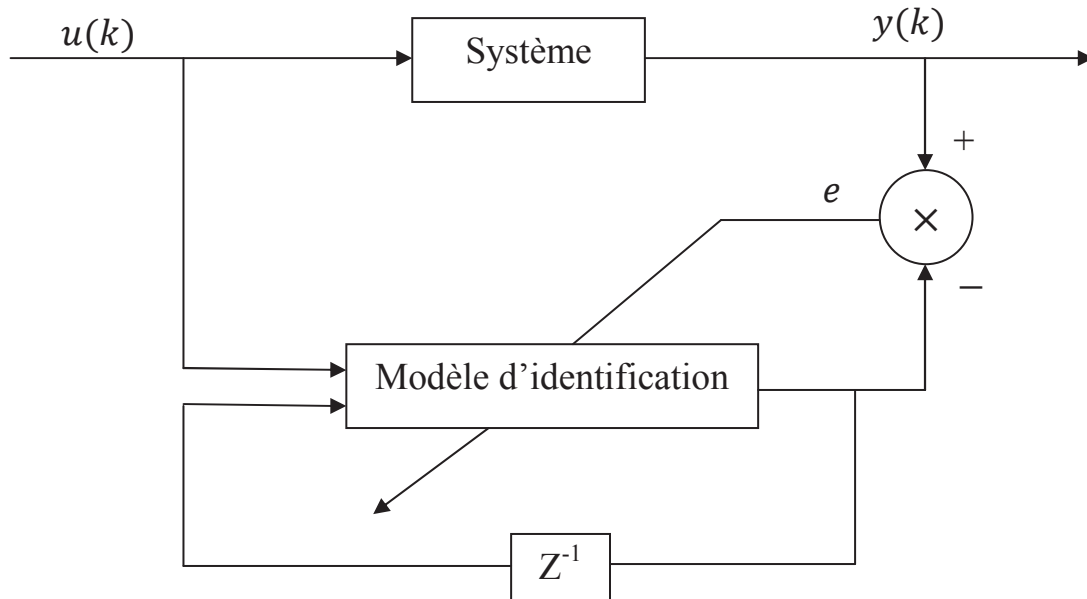 u(k)
Système
y(k)
+
e
×
−
Modèle d’identification
Z⁻¹